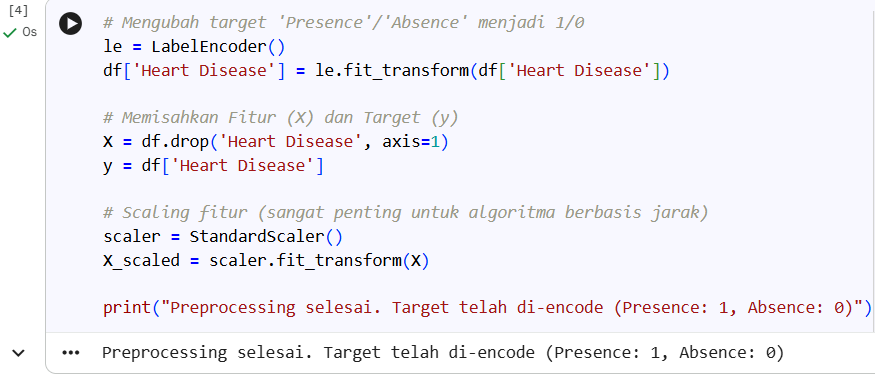 [4]
0s
# Mengubah target 'Presence'/'Absence' menjadi 1/0
le = LabelEncoder()
df['Heart Disease'] = le.fit_transform(df['Heart Disease'])
# Memisahkan Fitur (X) dan Target (y)
X = df.drop('Heart Disease', axis=1)
y = df['Heart Disease']
# Scaling fitur (sangat penting untuk algoritma berbasis jarak)
scaler = StandardScaler()
X_scaled = scaler.fit_transform(X)
print("Preprocessing selesai. Target telah di-encode (Presence: 1, Absence: 0)")
Preprocessing selesai. Target telah di-encode (Presence: 1, Absence: 0)